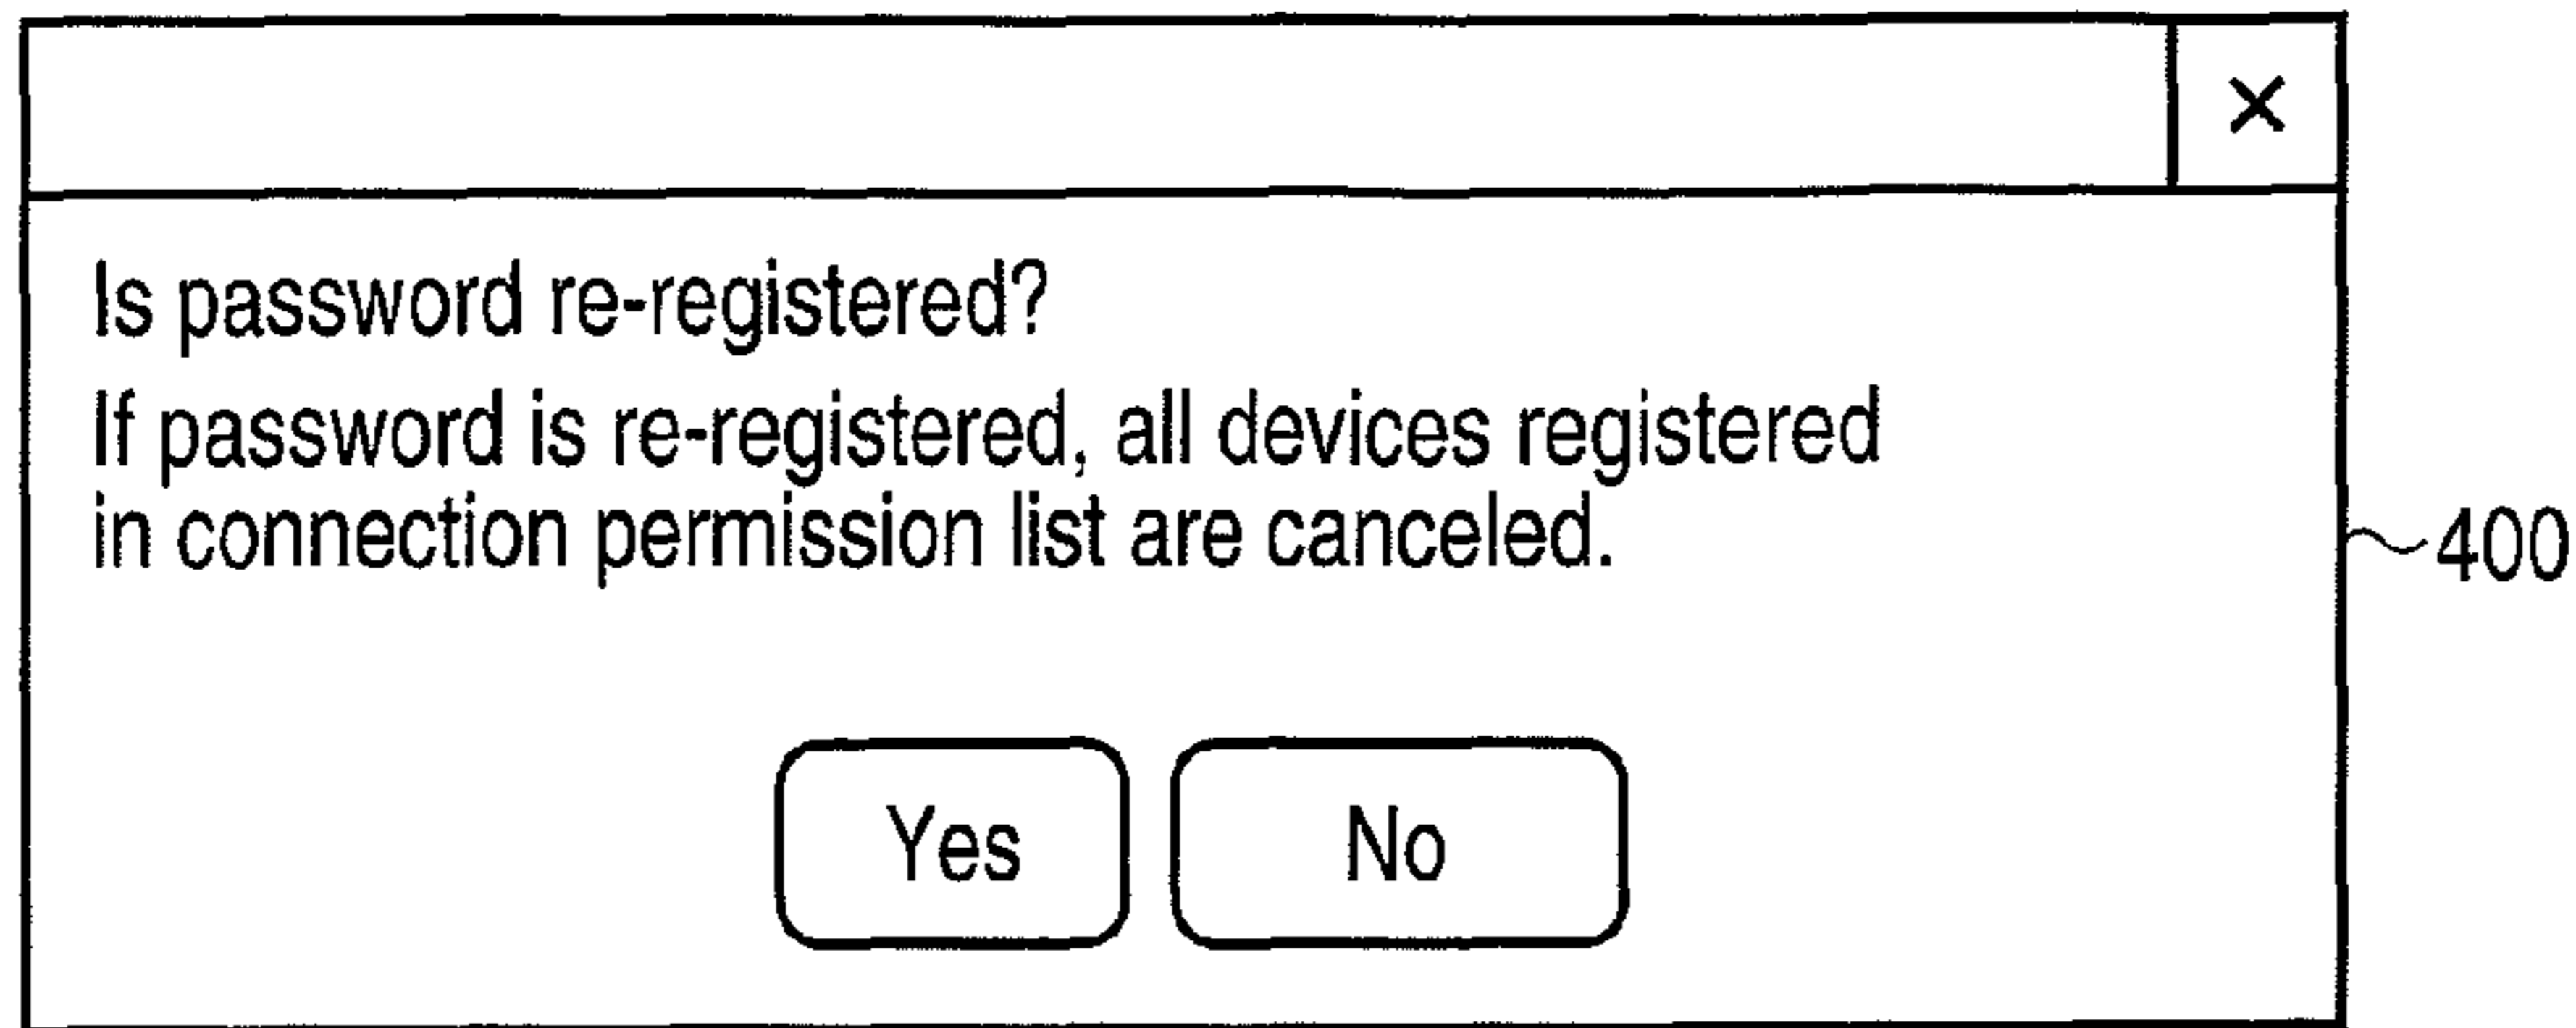 ×
Is password re-registered?
If password is re-registered, all devices registered
in connection permission list are canceled.
400
Yes No